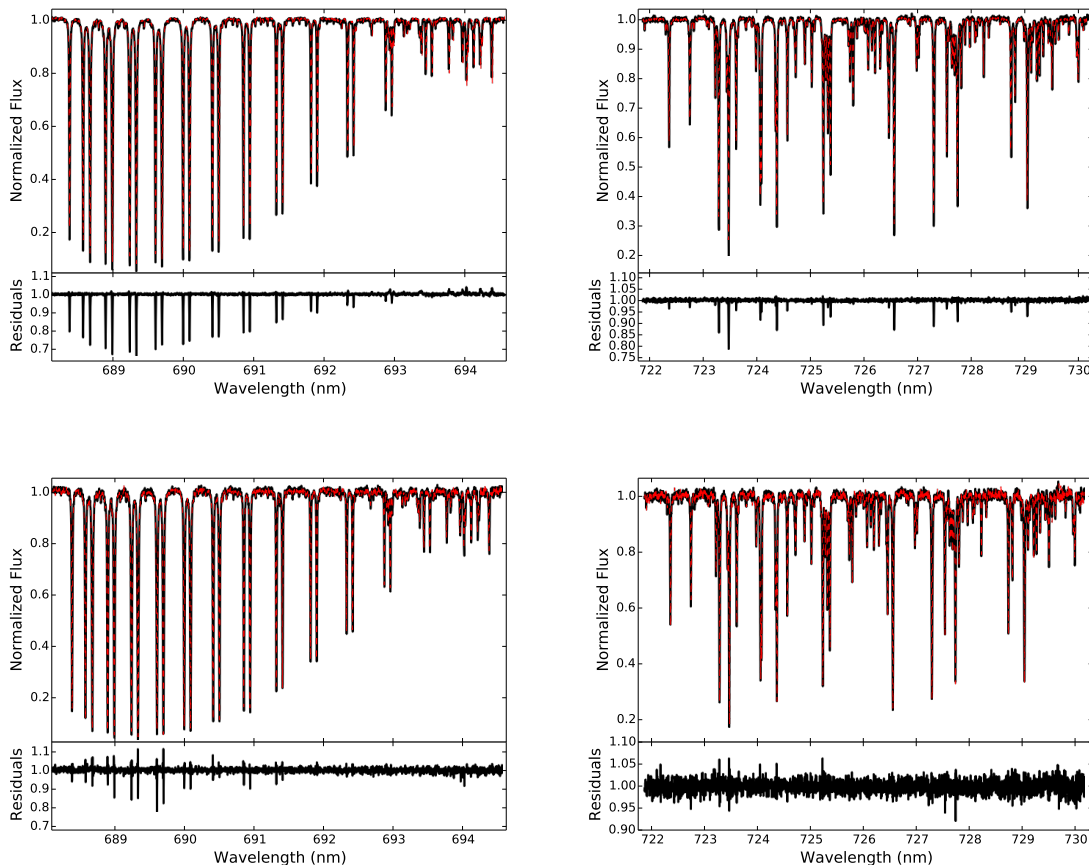 1.0
0.8
0.6
0.4
0.2
Normalized Flux
1.1
1.0
0.9
0.8
0.7
Residuals
689 690 691 692 693 694
Wavelength (nm)
1.0
0.9
0.8
0.7
0.6
0.5
0.4
0.3
0.2
Normalized Flux
1.10
1.05
1.00
0.95
0.90
0.85
0.80
0.75
Residuals
722 723 724 725 726 727 728 729 730
Wavelength (nm)
1.0
0.8
0.6
0.4
0.2
Normalized Flux
1.1
1.0
0.9
0.8
0.7
Residuals
689 690 691 692 693 694
Wavelength (nm)
1.0
0.8
0.6
0.4
0.2
Normalized Flux
1.10
1.05
1.00
0.95
0.90
Residuals
722 723 724 725 726 727 728 729 730
Wavelength (nm)